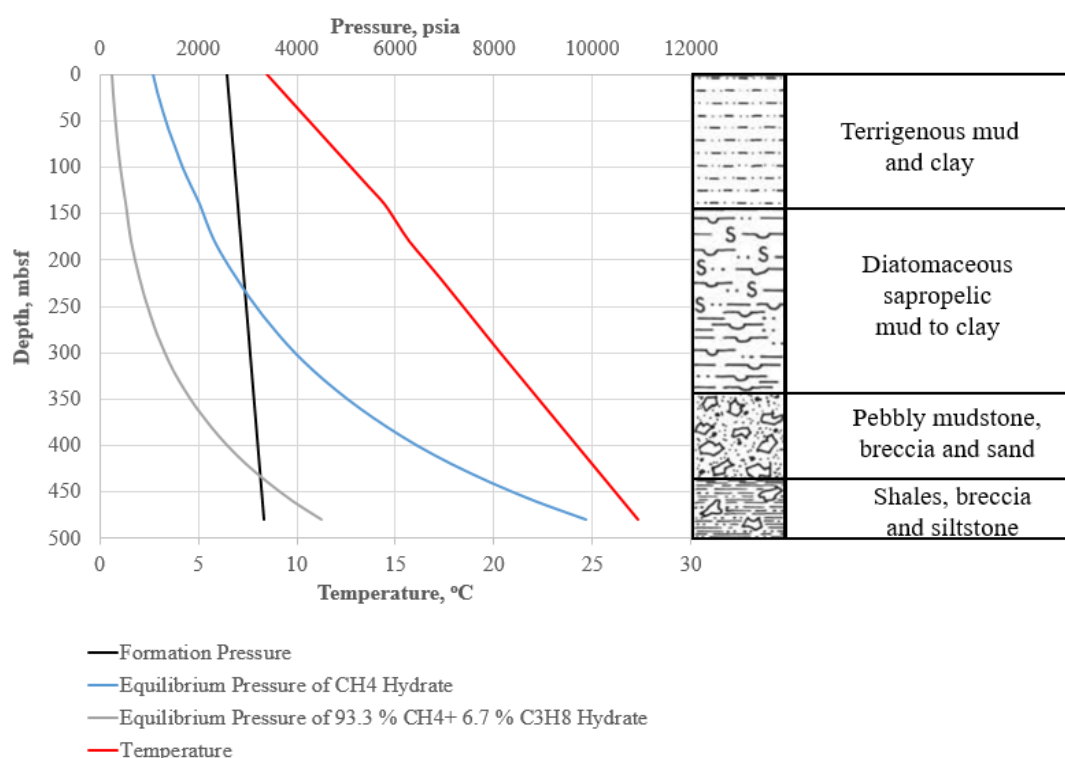 Pressure, psia
0 2000 4000 6000 8000 10000 12000
0
50
100
150
200
250
300
350
400
450
500
Depth, mbsf
0 5 10 15 20 25 30
Temperature, ᵒC
Terrigenous mud
and clay
S
S
S
S
S
Diatomaceous
sapropelic
mud to clay
Pebbly mudstone,
breccia and sand
Shales, breccia
and siltstone
Formation Pressure
Equilibrium Pressure of CH4 Hydrate
Equilibrium Pressure of 93.3 % CH4+ 6.7 % C3H8 Hydrate
Temperature